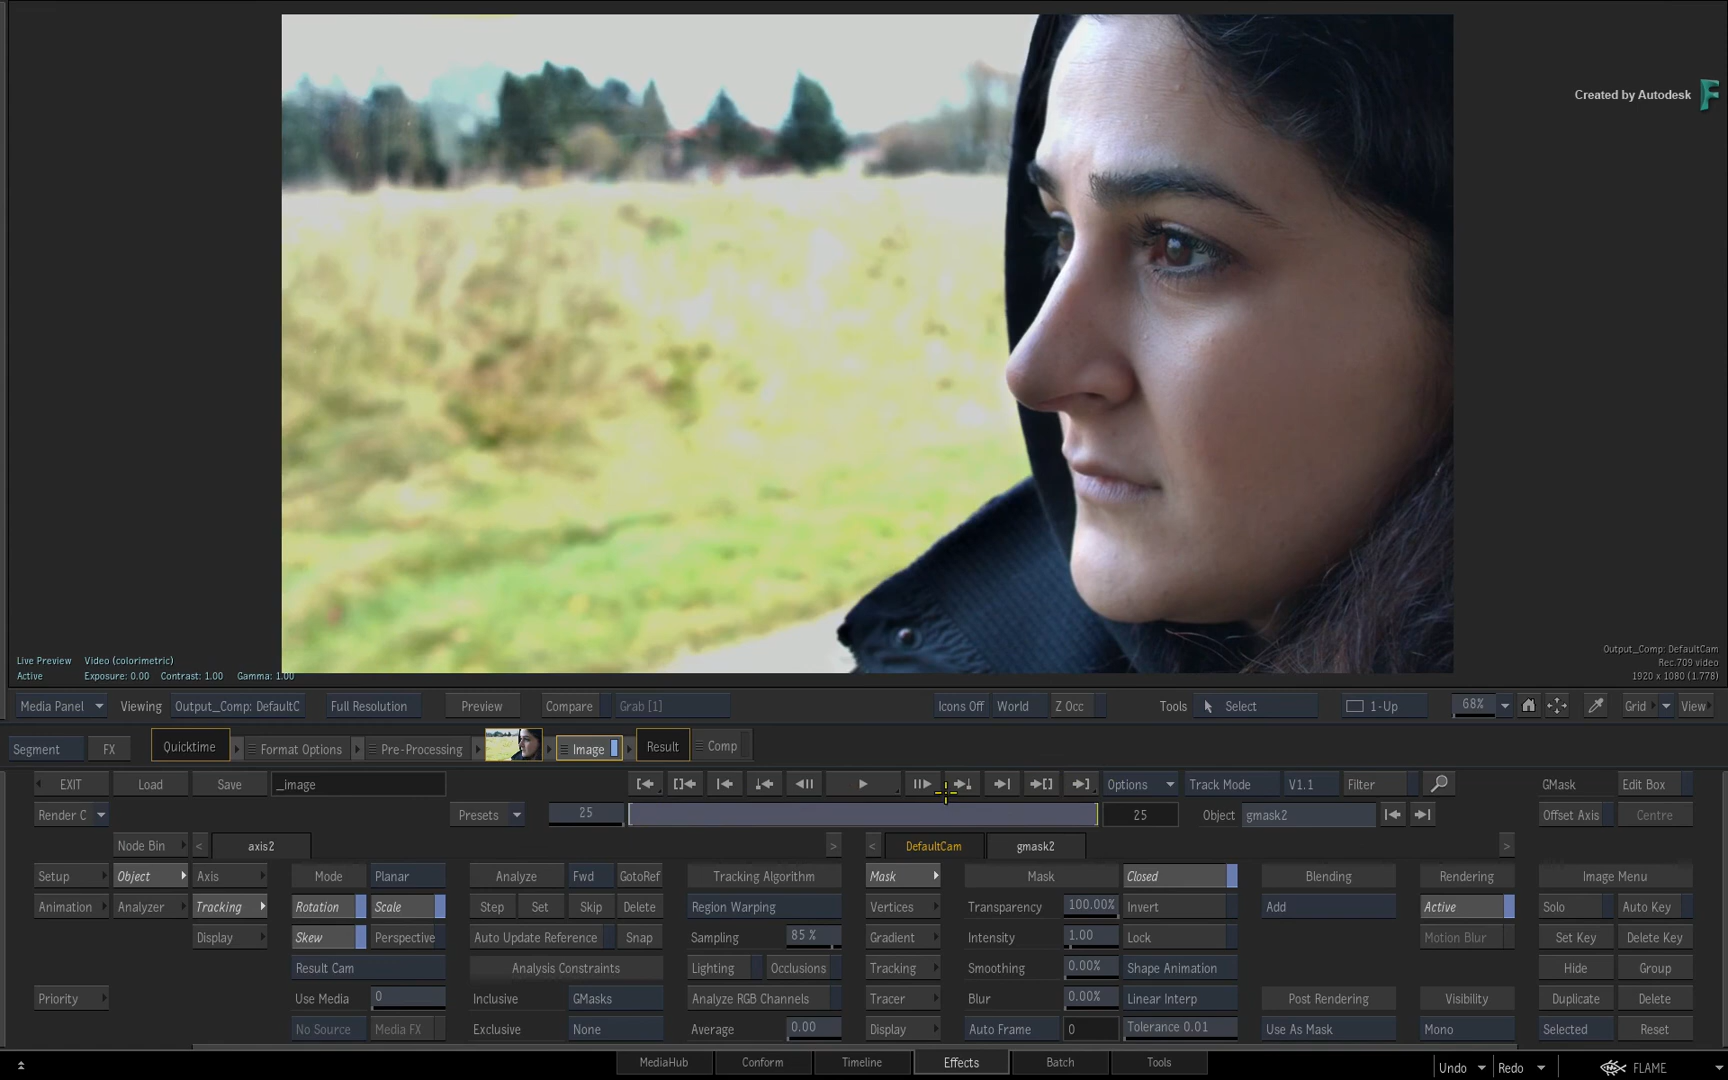 Created by Autodesk
Live Preview Video (colorimetric)
Active Exposure: 0.00 Contrast: 1.00 Gamma: 1.00
Output_Comp: DefaultCam
Rec.709 video
1920 x 1080 (1.778)
Media Panel Viewing Output_Comp: DefaultC Full Resolution Preview Compare Grab [1] Icons Off World Z Occ Tools Select 1-Up 68% Grid View
Segment FX Quicktime Format Options Pre-Processing Image Result Comp
EXIT Load Save _image Options Track Mode V1.1 Filter GMask Edit Box
Render C Presets 25 25 Object gmask2 Offset Axis Centre
Node Bin < axis2 > < DefaultCam gmask2 >
Setup Object Axis Mode Planar Analyze Fwd GotoRef Tracking Algorithm Mask Mask Closed Blending Rendering Image Menu
Animation Analyzer Tracking Rotation Scale Step Set Skip Delete Region Warping Vertices Transparency 100.00% Invert Add Active Solo Auto Key
Display Skew Perspective Auto Update Reference Snap Sampling 85 % Gradient Intensity 1.00 Lock Motion Blur Set Key Delete Key
Result Cam Analysis Constraints Lighting Occlusions Tracking Smoothing 0.00% Shape Animation Hide Group
Priority Use Media 0 Inclusive GMasks Analyze RGB Channels Tracer Blur 0.00% Linear Interp Post Rendering Visibility Duplicate Delete
No Source Media FX Exclusive None Average 0.00 Display Auto Frame 0 Tolerance 0.01 Use As Mask Mono Selected Reset
MediaHub Conform Timeline Effects Batch Tools Undo Redo FLAME